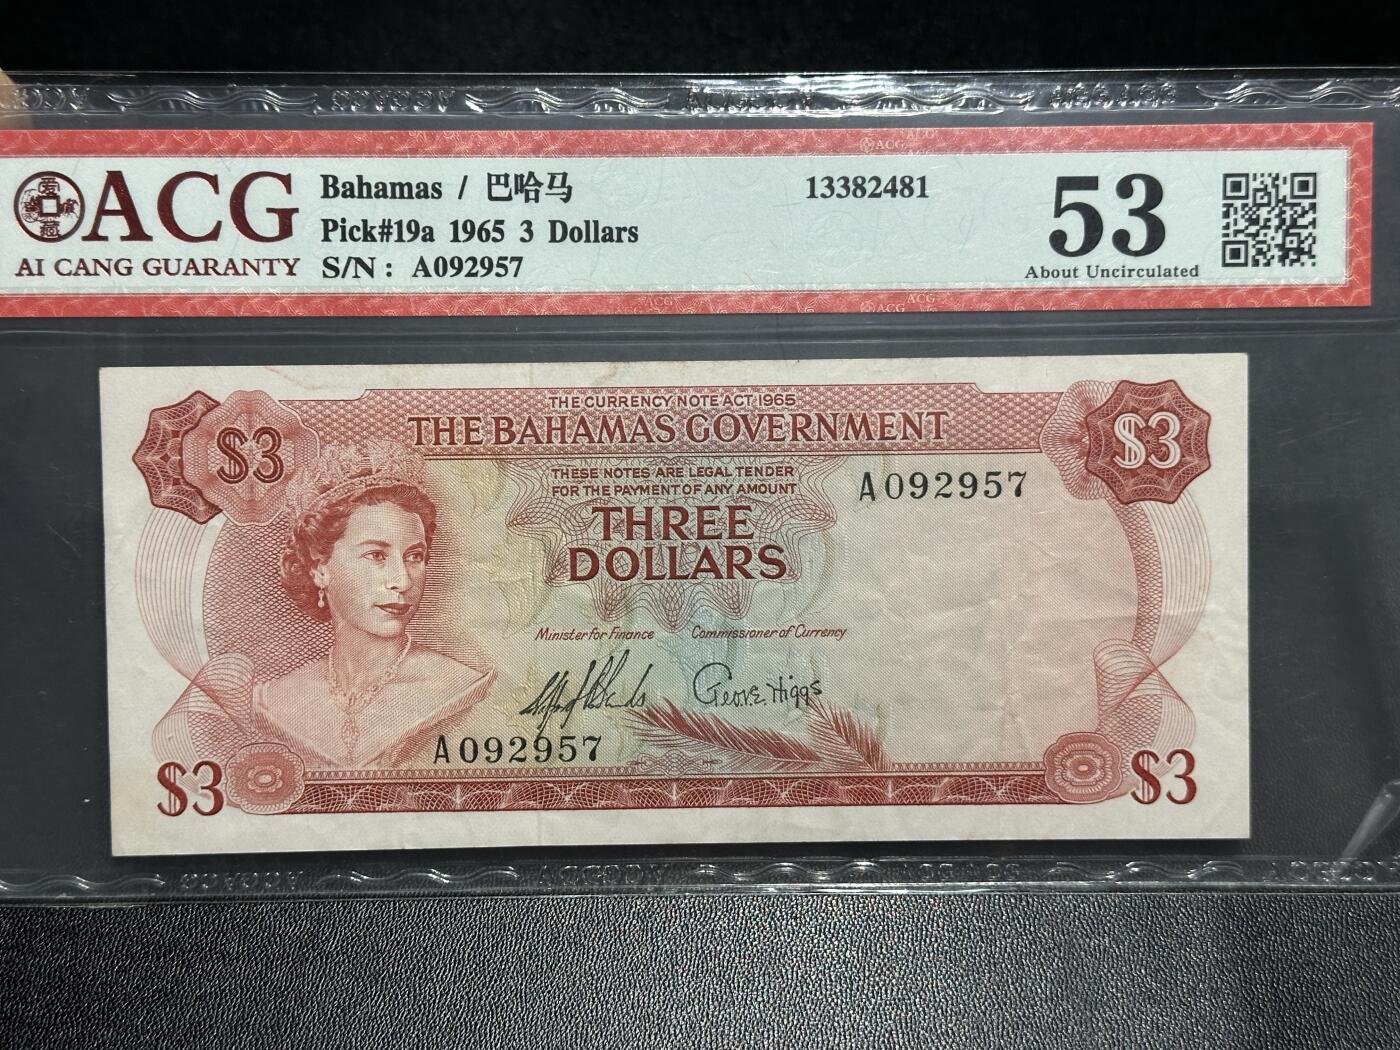 ACG
AI CANG GUARANTY
Bahamas / 巴哈马
Pick#19a 1965 3 Dollars
S/N : A092957
13382481
53
About Uncirculated
THE CURRENCY NOTE ACT 1965
THE BAHAMAS GOVERNMENT
$3
$3
THESE NOTES ARE LEGAL TENDER
FOR THE PAYMENT OF ANY AMOUNT
A092957
THREE
DOLLARS
Minister for Finance Commissioner of Currency
A092957
$3
$3